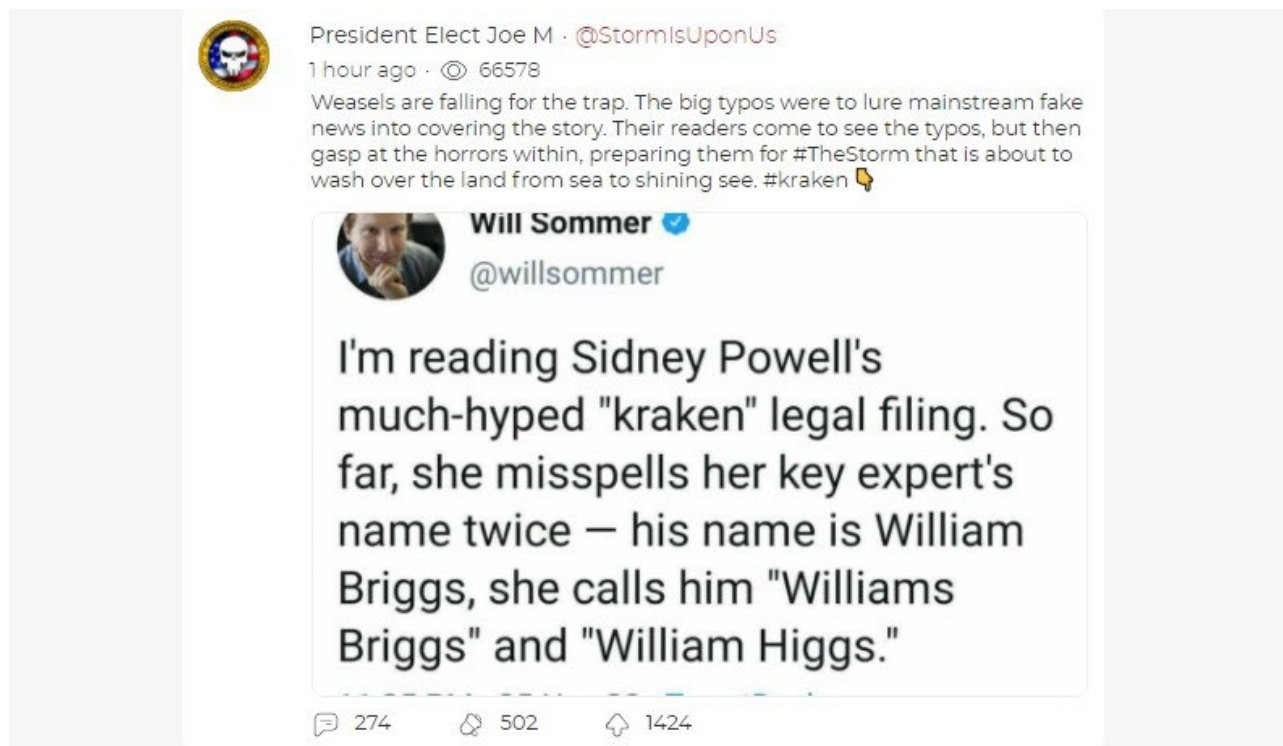 President Elect Joe M · @StormIsUponUs
1 hour ago · 66578
Weasels are falling for the trap. The big typos were to lure mainstream fake
news into covering the story. Their readers come to see the typos, but then
gasp at the horrors within, preparing them for #TheStorm that is about to
wash over the land from sea to shining see. #kraken 👇
Will Sommer
@willsommer
I'm reading Sidney Powell's
much-hyped "kraken" legal filing. So
far, she misspells her key expert's
name twice — his name is William
Briggs, she calls him "Williams
Briggs" and "William Higgs."
274 502 1424